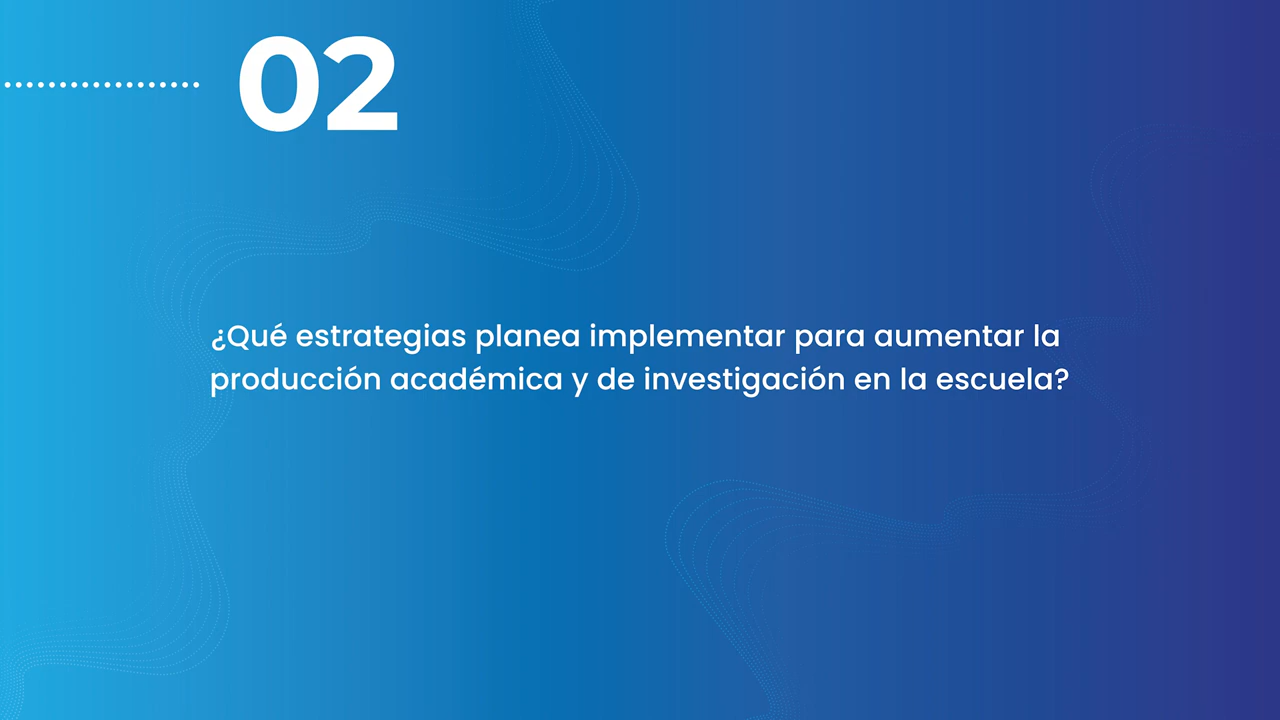 02
¿Qué estrategias planea implementar para aumentar la
producción académica y de investigación en la escuela?